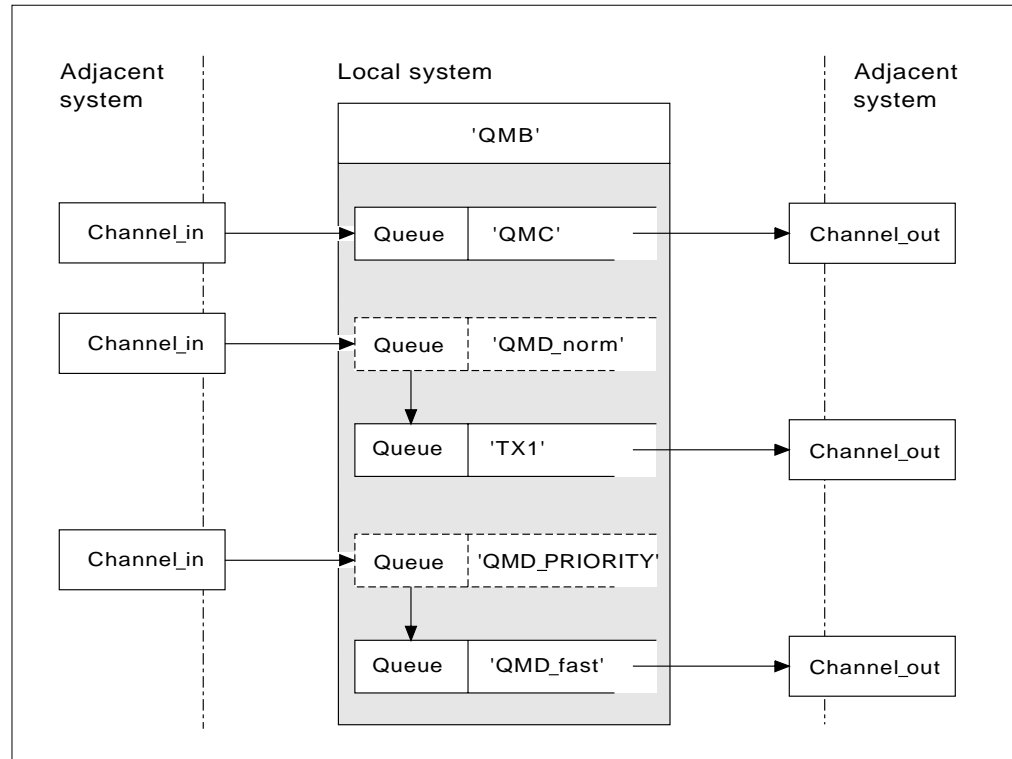 Adjacent
system
Local system
Adjacent
system
'QMB'
Channel_in
Queue
'QMC'
Channel_out
Channel_in
Queue
'QMD_norm'
Queue
'TX1'
Channel_out
Channel_in
Queue
'QMD_PRIORITY'
Queue
'QMD_fast'
Channel_out